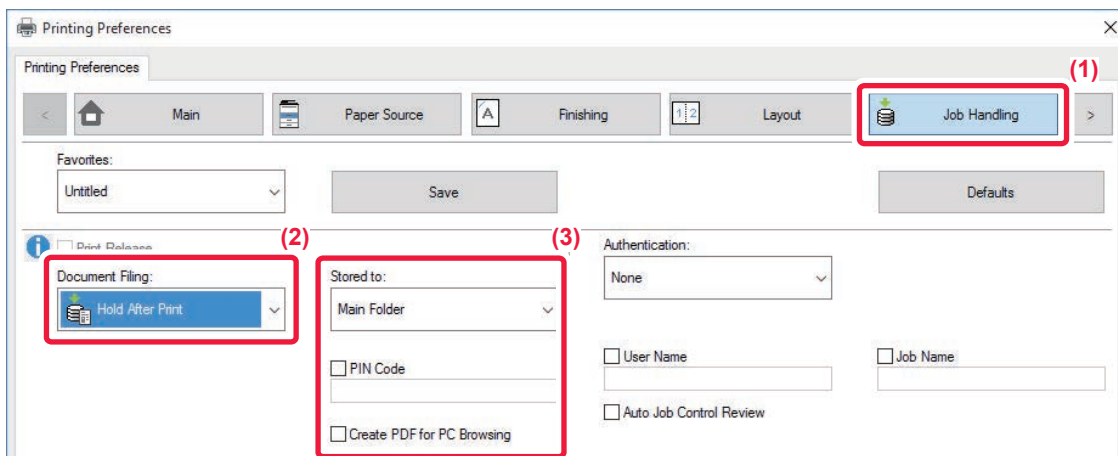 Printing Preferences
Printing Preferences
(1)
< Main Paper Source Finishing Layout Job Handling >
Favorites:
Untitled Save Defaults
Print Release (2) (3) Authentication:
Document Filing: Stored to: None
Hold After Print Main Folder
PIN Code User Name Job Name
Auto Job Control Review
Create PDF for PC Browsing